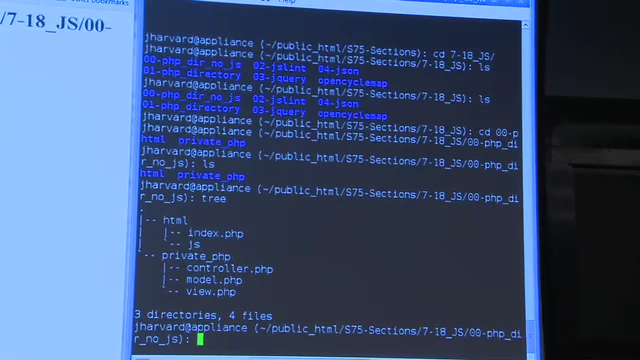 bookmarks
Help
/7-18_JS/00-
jharvard@appliance (~/public_html/S75-Sections): cd 7-18_JS/
jharvard@appliance (~/public_html/S75-Sections/7-18_JS): ls
00-php_dir_no_js 02-jslint 04-json
01-php_directory 03-jquery opencyclemap
jharvard@appliance (~/public_html/S75-Sections/7-18_JS): ls
00-php_dir_no_js 02-jslint 04-json
01-php_directory 03-jquery opencyclemap
jharvard@appliance (~/public_html/S75-Sections/7-18_JS): cd 00-p
jharvard@appliance (~/public_html/S75-Sections/7-18_JS/00-php_di
html private_php
r_no_js): ls
html private_php
jharvard@appliance (~/public_html/S75-Sections/7-18_JS/00-php_di
r_no_js): tree
.
|-- html
|   |-- index.php
|   `-- js
`-- private_php
    |-- controller.php
    |-- model.php
    `-- view.php
3 directories, 4 files
jharvard@appliance (~/public_html/S75-Sections/7-18_JS/00-php_di
r_no_js):